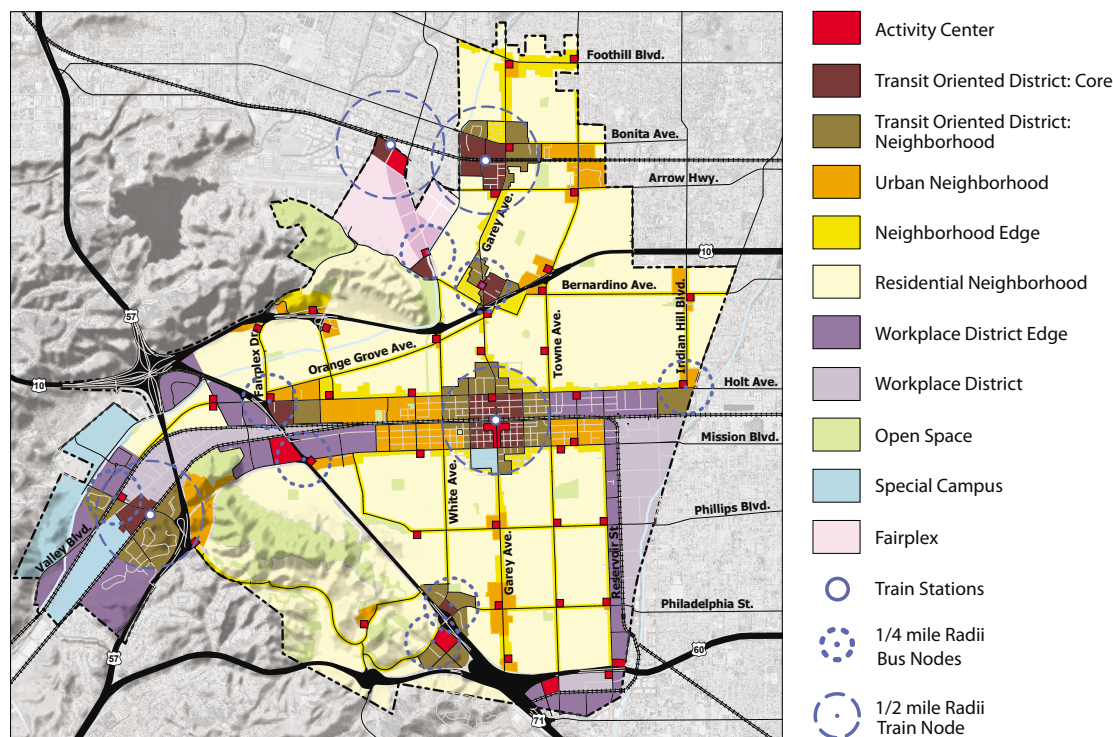 Foothill Blvd.
Bonita Ave.
Arrow Hwy.
Garey Ave.
10
Bernardino Ave.
57
Fairplex Dr.
Orange Grove Ave.
Towne Ave.
Indian Hill Blvd.
10
Holt Ave.
Mission Blvd.
White Ave.
Phillips Blvd.
Valley Blvd.
Garey Ave.
Reservoir St.
Philadelphia St.
60
57
71
Activity Center
Transit Oriented District: Core
Transit Oriented District:
Neighborhood
Urban Neighborhood
Neighborhood Edge
Residential Neighborhood
Workplace District Edge
Workplace District
Open Space
Special Campus
Fairplex
Train Stations
1/4 mile Radii
Bus Nodes
1/2 mile Radii
Train Node